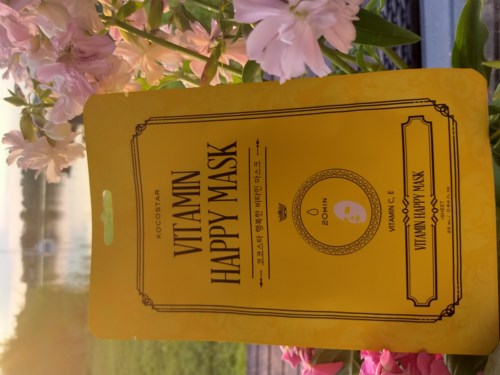 KOCOSTAR
VITAMIN
HAPPY MASK
코코스타 행복한 비타민 마스크
20MIN
VITAMIN C, E
VITAMIN HAPPY MASK